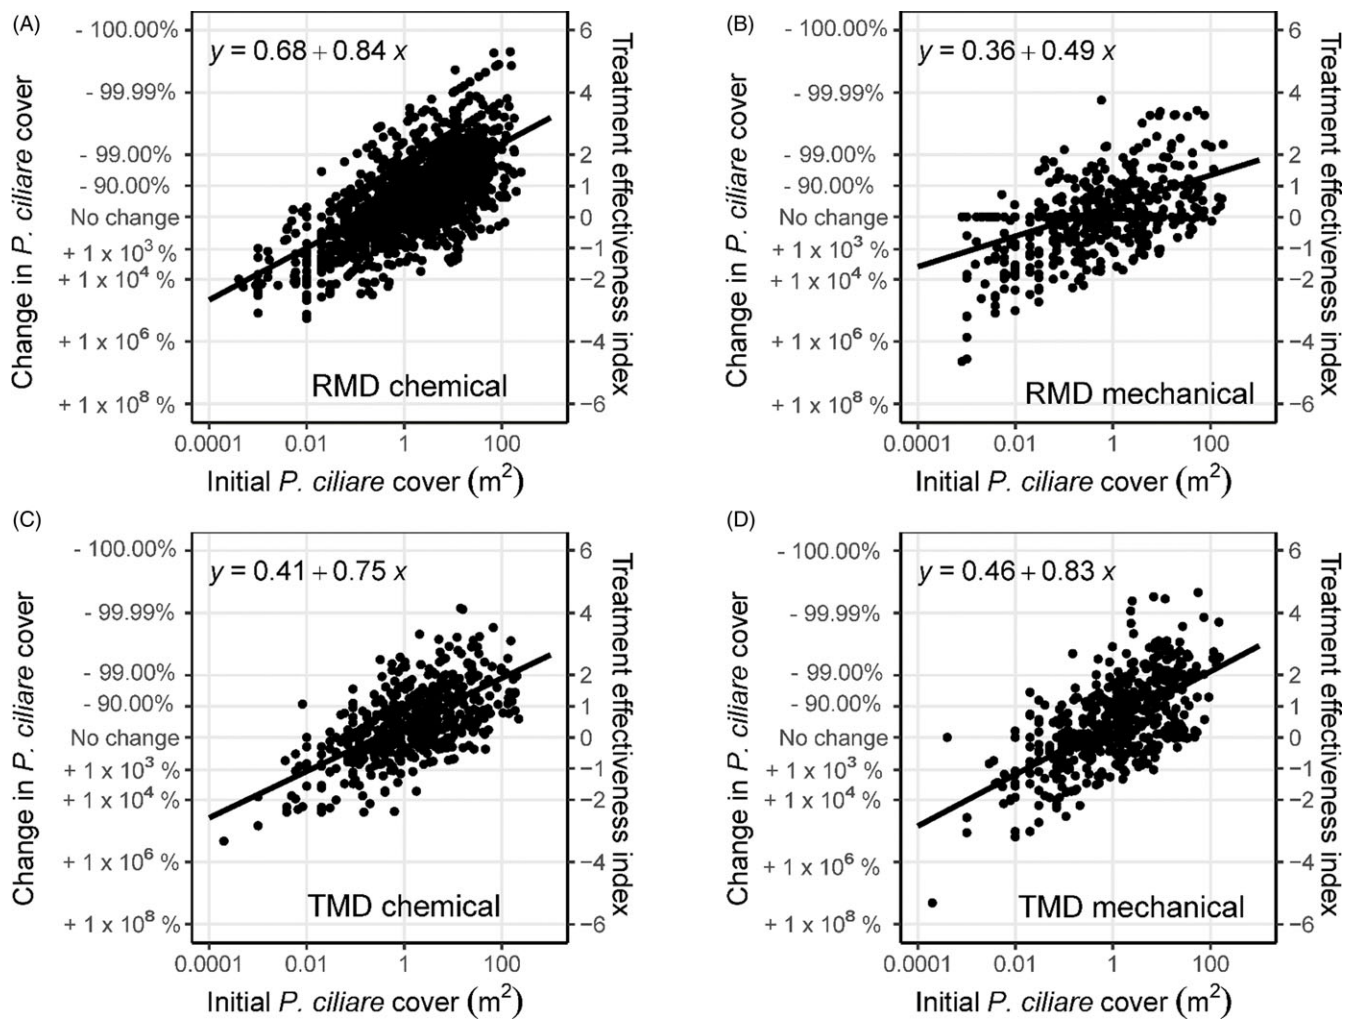 (A)
y = 0.68 + 0.84 x
- 100.00%
- 99.99%
- 99.00%
- 90.00%
No change
+ 1 x 10³ %
+ 1 x 10⁴ %
+ 1 x 10⁶ %
+ 1 x 10⁸ %
Change in P. ciliare cover
6
4
2
1
0
−1
−2
−4
−6
Treatment effectiveness index
RMD chemical
0.0001
0.01
1
100
Initial P. ciliare cover (m²)
(B)
y = 0.36 + 0.49 x
- 100.00%
- 99.99%
- 99.00%
- 90.00%
No change
+ 1 x 10³ %
+ 1 x 10⁴ %
+ 1 x 10⁶ %
+ 1 x 10⁸ %
Change in P. ciliare cover
6
4
2
1
0
−1
−2
−4
−6
Treatment effectiveness index
RMD mechanical
0.0001
0.01
1
100
Initial P. ciliare cover (m²)
(C)
y = 0.41 + 0.75 x
- 100.00%
- 99.99%
- 99.00%
- 90.00%
No change
+ 1 x 10³ %
+ 1 x 10⁴ %
+ 1 x 10⁶ %
+ 1 x 10⁸ %
Change in P. ciliare cover
6
4
2
1
0
−1
−2
−4
−6
Treatment effectiveness index
TMD chemical
0.0001
0.01
1
100
Initial P. ciliare cover (m²)
(D)
y = 0.46 + 0.83 x
- 100.00%
- 99.99%
- 99.00%
- 90.00%
No change
+ 1 x 10³ %
+ 1 x 10⁴ %
+ 1 x 10⁶ %
+ 1 x 10⁸ %
Change in P. ciliare cover
6
4
2
1
0
−1
−2
−4
−6
Treatment effectiveness index
TMD mechanical
0.0001
0.01
1
100
Initial P. ciliare cover (m²)